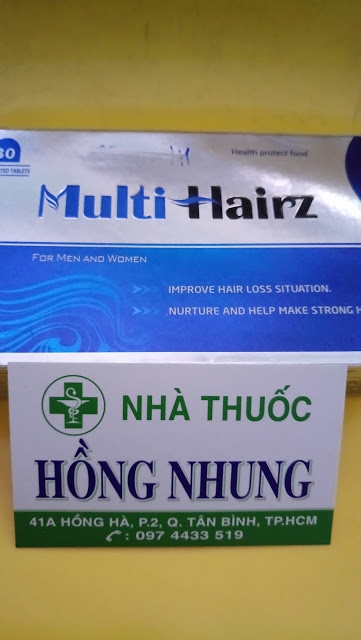 30
Health protect food
Multi Hairz
FOR MEN AND WOMEN
IMPROVE HAIR LOSS SITUATION.
NURTURE AND HELP MAKE STRONG
NHÀ THUỐC
HỒNG NHUNG
41A HỒNG HÀ, P.2, Q. TÂN BÌNH, TP.HCM
: 097 4433 519